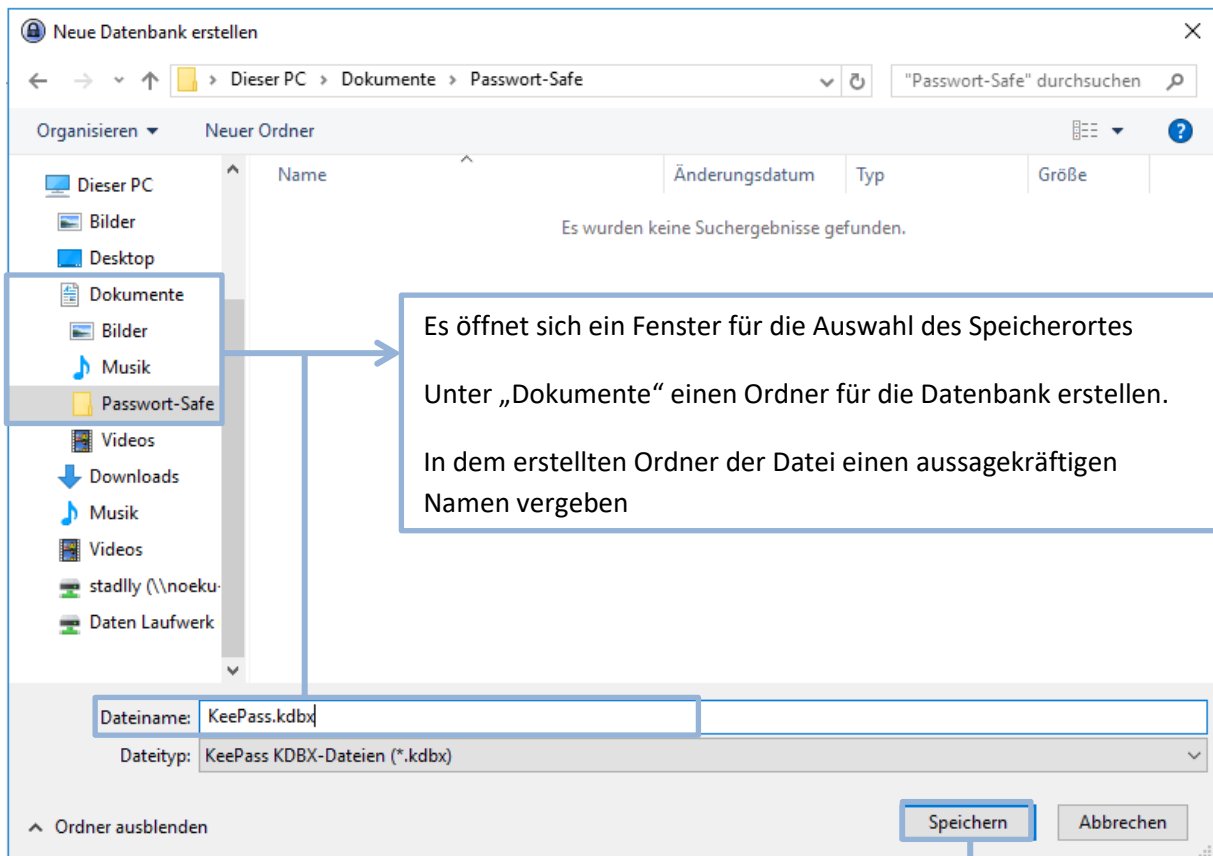 Neue Datenbank erstellen
Dieser PC > Dokumente > Passwort-Safe
"Passwort-Safe" durchsuchen
Organisieren
Neuer Ordner
?
Name
Änderungsdatum
Typ
Größe
Es wurden keine Suchergebnisse gefunden.
Dieser PC
Bilder
Desktop
Dokumente
Bilder
Musik
Passwort-Safe
Videos
Downloads
Musik
Videos
stadlly (\\noeku-
Daten Laufwerk
Es öffnet sich ein Fenster für die Auswahl des Speicherortes
Unter „Dokumente“ einen Ordner für die Datenbank erstellen.
In dem erstellten Ordner der Datei einen aussagekräftigen
Namen vergeben
Dateiname: KeePass.kdbx
Dateityp: KeePass KDBX-Dateien (*.kdbx)
Ordner ausblenden
Speichern
Abbrechen